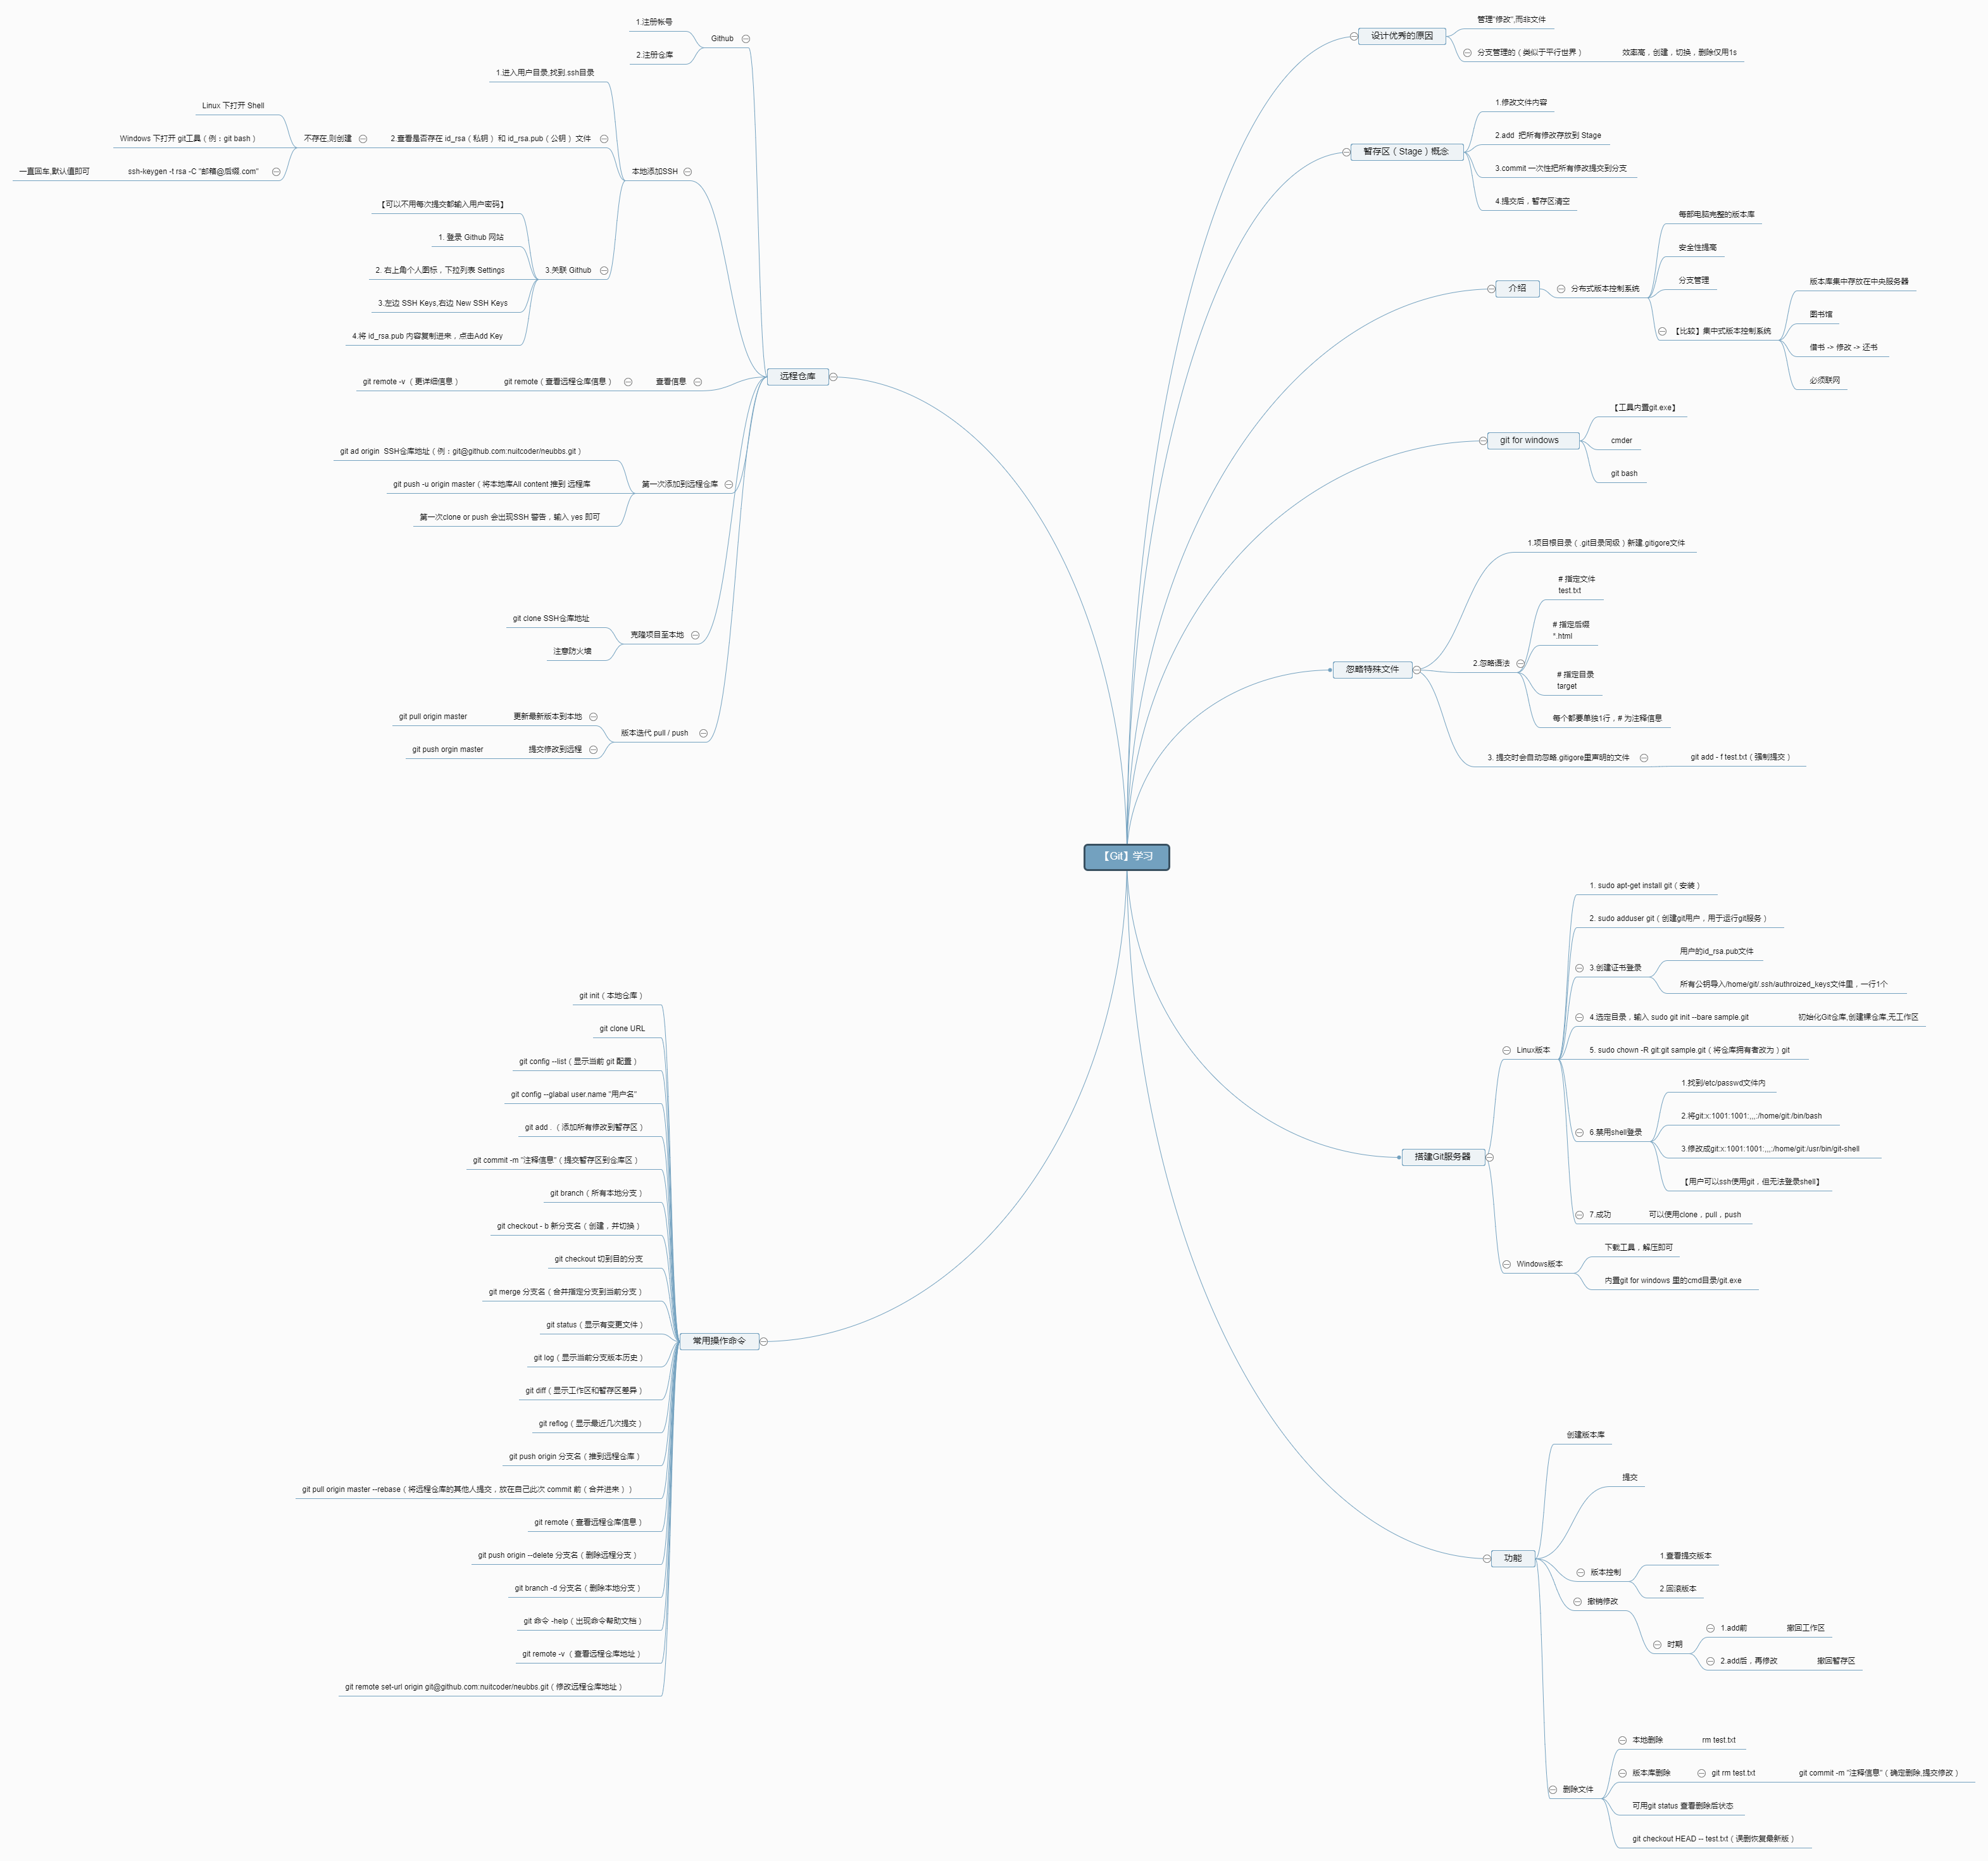 【Git】学习
设计优秀的原因
管理"修改",而非文件
分支管理的（类似于平行世界）
效率高，创建，切换，删除仅用1s
暂存区（Stage）概念
1.修改文件内容
2.add  把所有修改存放到 Stage
3.commit 一次性把所有修改提交到分支
4.提交后，暂存区清空
介绍
分布式版本控制系统
每部电脑完整的版本库
安全性提高
分支管理
【比较】集中式版本控制系统
版本库集中存放在中央服务器
图书馆
借书 -> 修改 -> 还书
必须联网
git for windows
【工具内置git.exe】
cmder
git bash
忽略特殊文件
1.项目根目录（ .git目录同级）新建.gitigore文件
2.忽略语法
# 指定文件
test.txt
# 指定后缀
*.html
# 指定目录
target
每个都要单独1行，# 为注释信息
3. 提交时会自动忽略.gitigore里声明的文件
git add - f test.txt（强制提交）
搭建Git服务器
Linux版本
1. sudo apt-get install git（安装）
2. sudo adduser git（创建git用户，用于运行git服务）
3.创建证书登录
用户的id_rsa.pub文件
所有公钥导入/home/git/.ssh/authroized_keys文件里，一行1个
4.选定目录，输入 sudo git init --bare sample.git
初始化Git仓库,创建裸仓库,无工作区
5. sudo chown -R git:git sample.git（将仓库拥有者改为）git
6.禁用shell登录
1.找到/etc/passwd文件内
2.将git:x:1001:1001:,,,:/home/git:/bin/bash
3.修改成git:x:1001:1001:,,,:/home/git:/usr/bin/git-shell
【用户可以ssh使用git，但无法登录shell】
7.成功
可以使用clone，pull，push
Windows版本
下载工具，解压即可
内置git for windows 里的cmd目录/git.exe
功能
创建版本库
提交
版本控制
1.查看提交版本
2.回滚版本
撤销修改
时期
1.add前
撤回工作区
2.add后，再修改
撤回暂存区
删除文件
本地删除
rm test.txt
版本库删除
git rm test.txt
git commit -m "注释信息"（确定删除,提交修改）
可用git status 查看删除后状态
git checkout HEAD -- test.txt（误删恢复最新版）
远程仓库
Github
1.注册帐号
2.注册仓库
本地添加SSH
1.进入用户目录,找到.ssh目录
2.查看是否存在 id_rsa（私钥） 和 id_rsa.pub（公钥） 文件
不存在,则创建
Linux 下打开 Shell
Windows 下打开 git工具（例：git bash）
ssh-keygen -t rsa -C "邮箱@后缀.com"
一直回车,默认值即可
3.关联 Github
【可以不用每次提交都输入用户密码】
1. 登录 Github 网站
2. 右上角个人图标，下拉列表 Settings
3.左边 SSH Keys,右边 New SSH Keys
4.将 id_rsa.pub 内容复制进来，点击Add Key
查看信息
git remote（查看远程仓库信息）
git remote -v （更详细信息）
第一次添加到远程仓库
git ad origin  SSH仓库地址（例：git@github.com:nuitcoder/neubbs.git）
git push -u origin master（将本地库All content 推到 远程库
第一次clone or push 会出现SSH 警告，输入 yes 即可
克隆项目至本地
git clone SSH仓库地址
注意防火墙
版本迭代 pull / push
更新最新版本到本地
git pull origin master
提交修改到远程
git push orgin master
常用操作命令
git init（本地仓库）
git clone URL
git config --list（显示当前 git 配置）
git config --glabal user.name "用户名"
git add . （添加所有修改到暂存区）
git commit -m "注释信息"（提交暂存区到仓库区）
git branch（所有本地分支）
git checkout - b 新分支名（创建，并切换）
git checkout 切到目的分支
git merge 分支名（合并指定分支到当前分支）
git status（显示有变更文件）
git log（显示当前分支版本历史）
git diff（显示工作区和暂存区差异）
git reflog（显示最近几次提交）
git push origin 分支名（推到远程仓库）
git pull origin master --rebase（将远程仓库的其他人提交，放在自己此次 commit 前（合并进来））
git remote（查看远程仓库信息）
git push origin --delete 分支名（删除远程分支）
git branch -d 分支名（删除本地分支）
git 命令 -help（出现命令帮助文档）
git remote -v （查看远程仓库地址）
git remote set-url origin git@github.com:nuitcoder/neubbs.git（修改远程仓库地址）